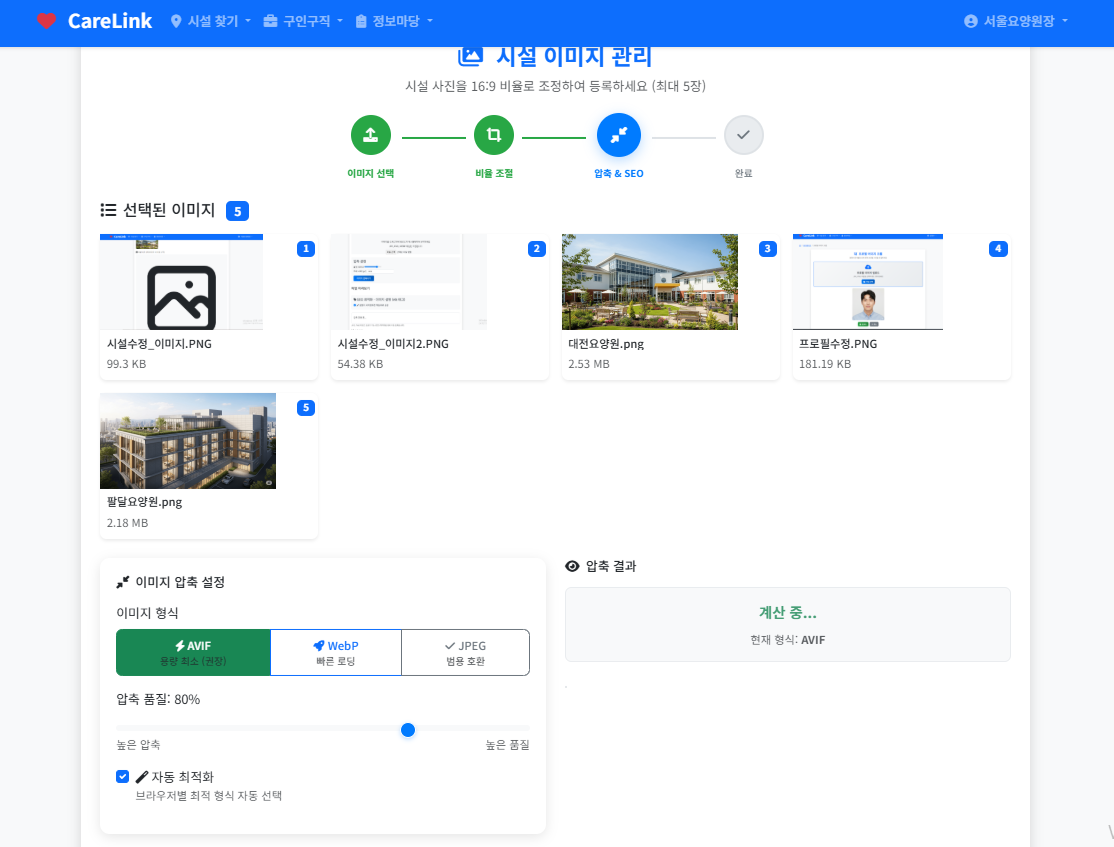 CareLink 시설 찾기 구인구직 정보마당 서울요양원장
시설 이미지 관리
시설 사진을 16:9 비율로 조정하여 등록하세요 (최대 5장)
이미지 선택 비율 조절 압축 & SEO 완료
선택된 이미지 5
1 2 3 4
시설수정_이미지.PNG 시설수정_이미지2.PNG 대전요양원.png 프로필수정.PNG
99.3 KB 54.38 KB 2.53 MB 181.19 KB
5
팔달요양원.png
2.18 MB
이미지 압축 설정
이미지 형식
AVIF WebP JPEG
용량 최소 (권장) 빠른 로딩 범용 호환
압축 품질: 80%
높은 압축 높은 품질
자동 최적화
브라우저별 최적 형식 자동 선택
압축 결과
계산 중...
현재 형식: AVIF